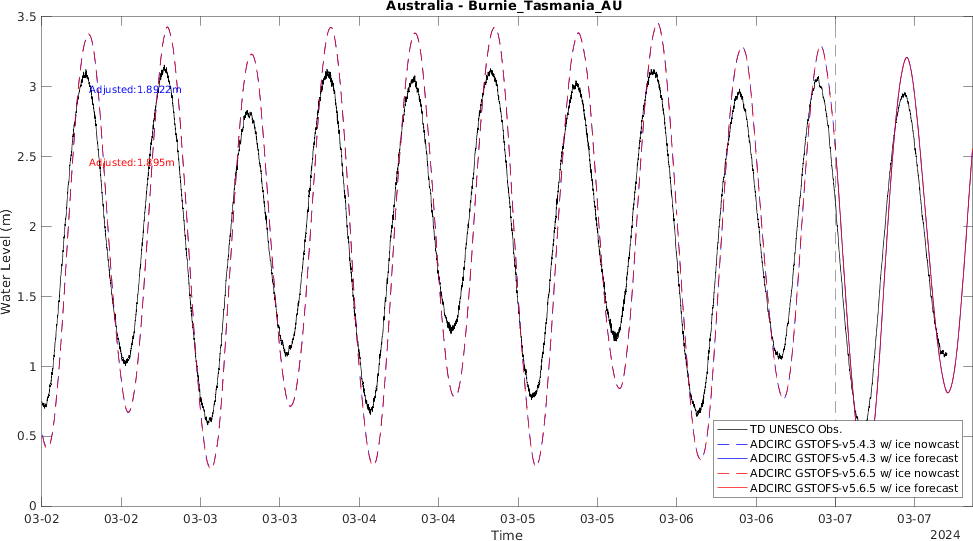 Australia - Burnie_Tasmania_AU
3.5
3
2.5
2
1.5
1
0.5
0
Water Level (m)
Adjusted:1.8922m
Adjusted:1.895m
TD UNESCO Obs.
ADCIRC GSTOFS-v5.4.3 w/ ice nowcast
ADCIRC GSTOFS-v5.4.3 w/ ice forecast
ADCIRC GSTOFS-v5.6.5 w/ ice nowcast
ADCIRC GSTOFS-v5.6.5 w/ ice forecast
03-02 03-02 03-03 03-03 03-04 03-04 03-05 03-05 03-06 03-06 03-07 03-07
Time
2024